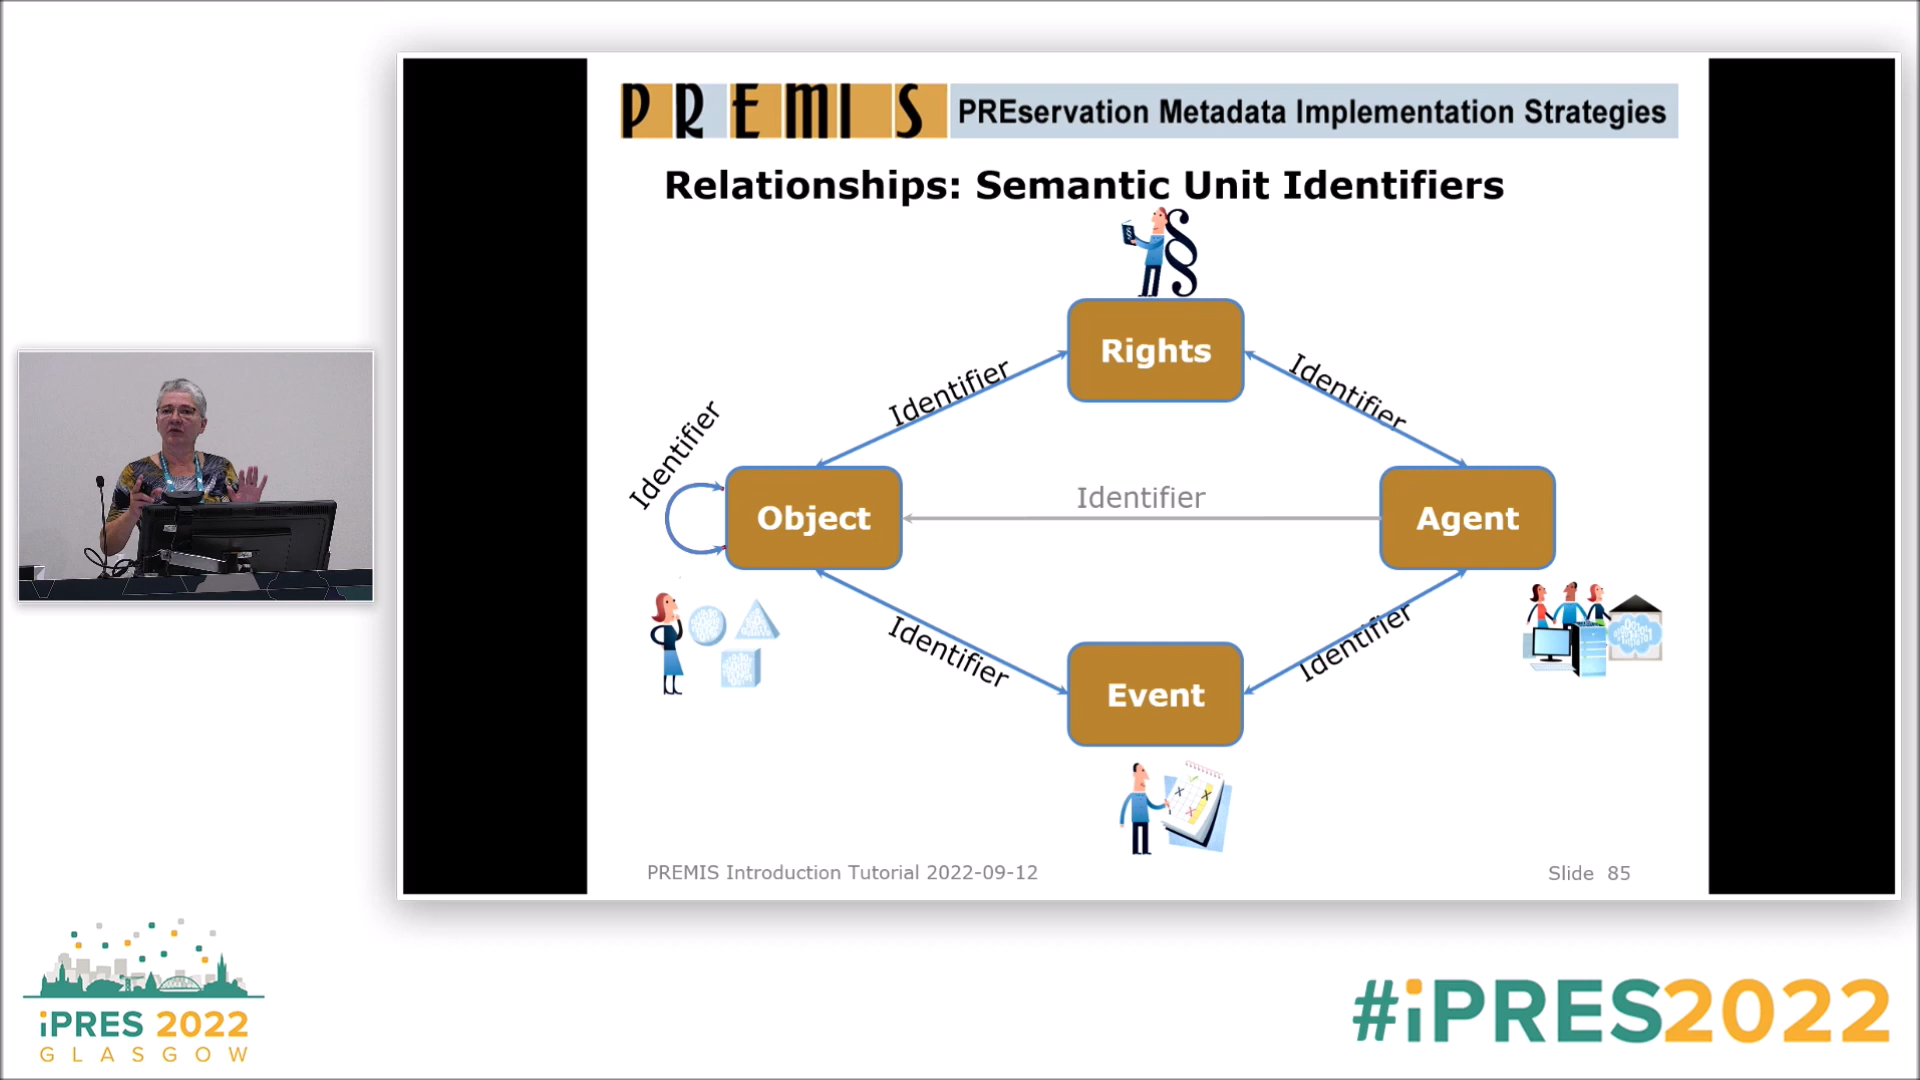 PREMIS PREservation Metadata Implementation Strategies
Relationships: Semantic Unit Identifiers
§
Rights
Identifier
Identifier
Identifier
Object
Identifier
Agent
Identifier
Identifier
Event
PREMIS Introduction Tutorial 2022-09-12
Slide 85
iPRES 2022
GLASGOW
#iPRES2022